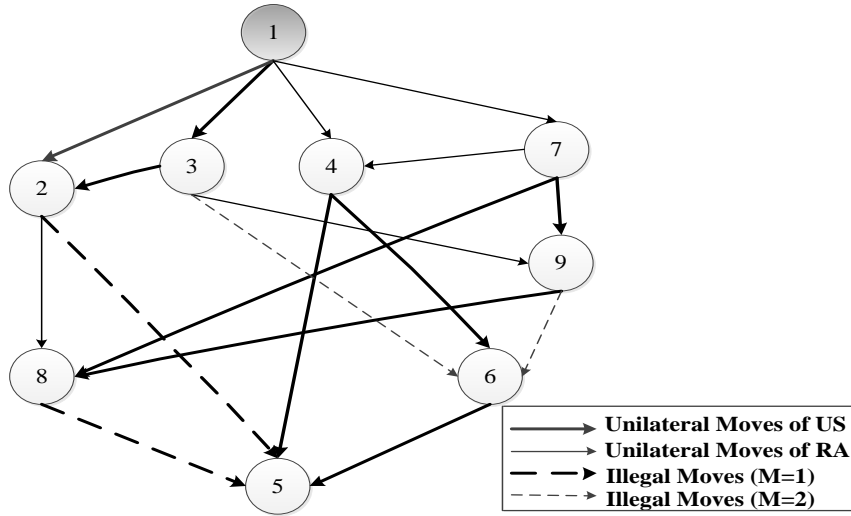 1
2
3
4
7
9
8
6
5
Unilateral Moves of US
Unilateral Moves of RA
Illegal Moves (M=1)
Illegal Moves (M=2)